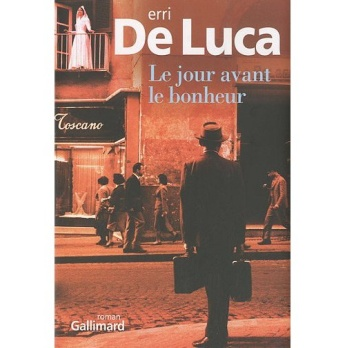 erri
De Luca
Le jour avant
le bonheur
Toscano
roman
Gallimard